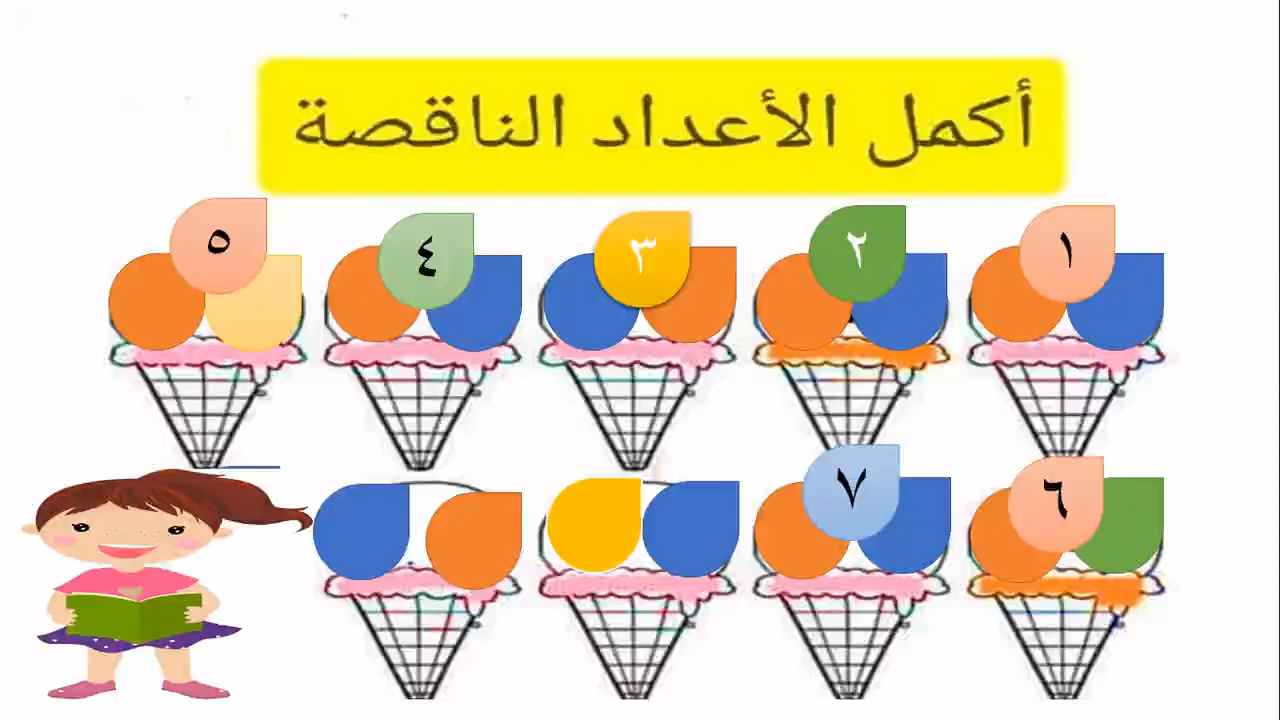 أكمل الأعداد الناقصة
١ ٢ ٣ ٤ ٥
٦ ٧